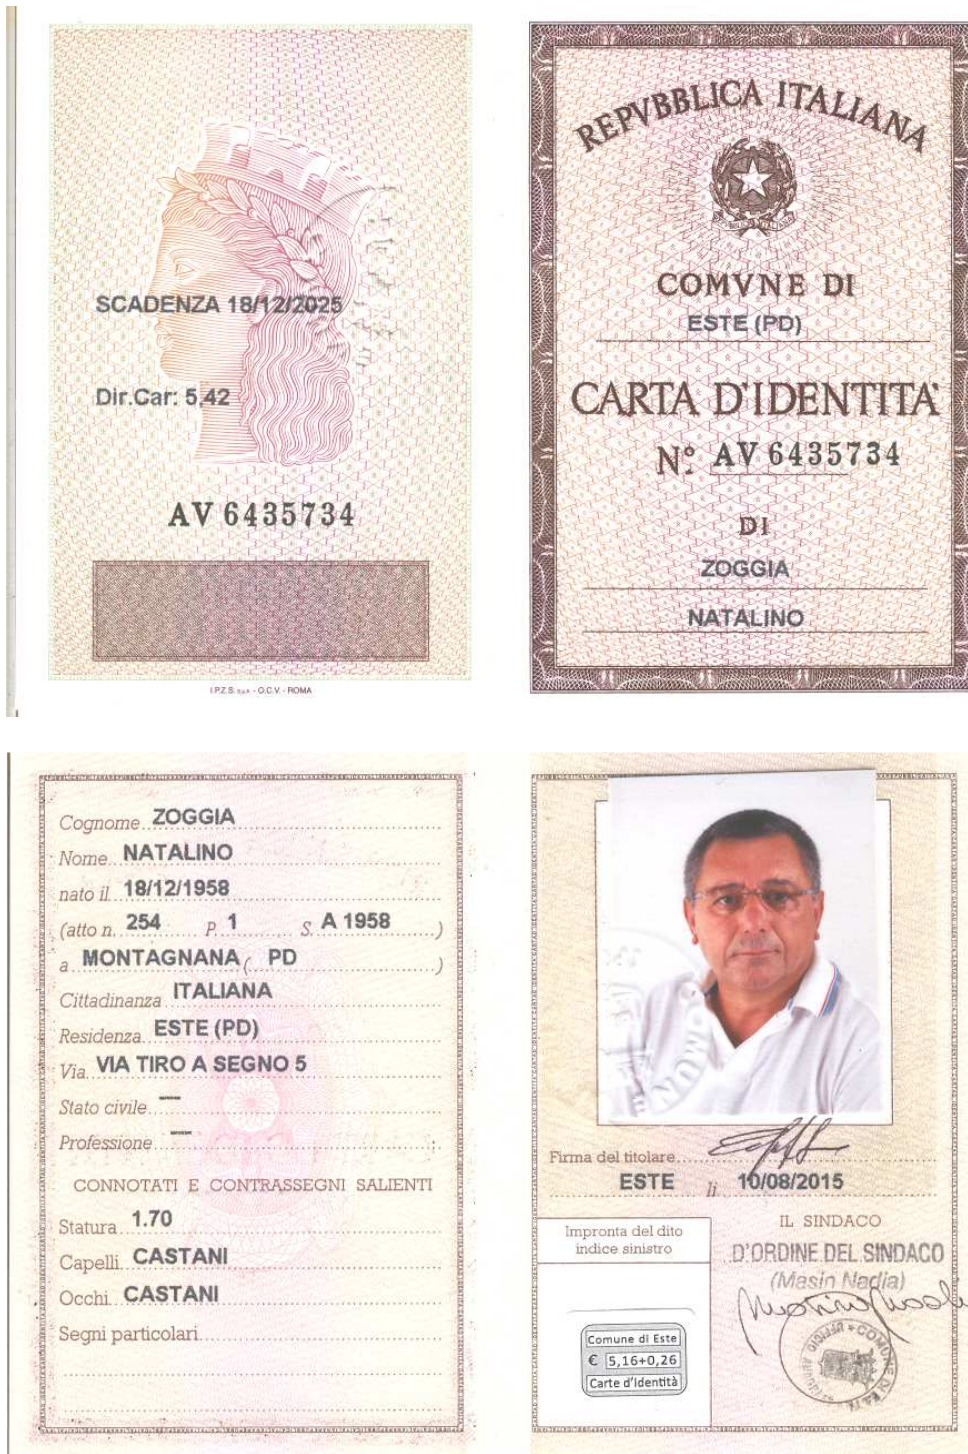 SCADENZA 18/12/2025
Dir.Car: 5,42
AV 6435734
I.P.Z.S. S.p.A. - O.C.V. - ROMA
REPVBBLICA ITALIANA
COMVNE DI
ESTE (PD)
CARTA D'IDENTITA'
N° AV 6435734
DI
ZOGGIA
NATALINO
Cognome ZOGGIA
Nome NATALINO
nato il 18/12/1958
(atto n. 254 P. 1 S. A 1958 )
a MONTAGNANA ( PD )
Cittadinanza ITALIANA
Residenza ESTE (PD)
Via VIA TIRO A SEGNO 5
Stato civile
Professione
CONNOTATI E CONTRASSEGNI SALIENTI
Statura 1.70
Capelli CASTANI
Occhi CASTANI
Segni particolari
Firma del titolare
ESTE li 10/08/2015
Impronta del dito
indice sinistro
IL SINDACO
D'ORDINE DEL SINDACO
(Masin Nadia)
Comune di Este
€ 5,16+0,26
Carte d'Identità